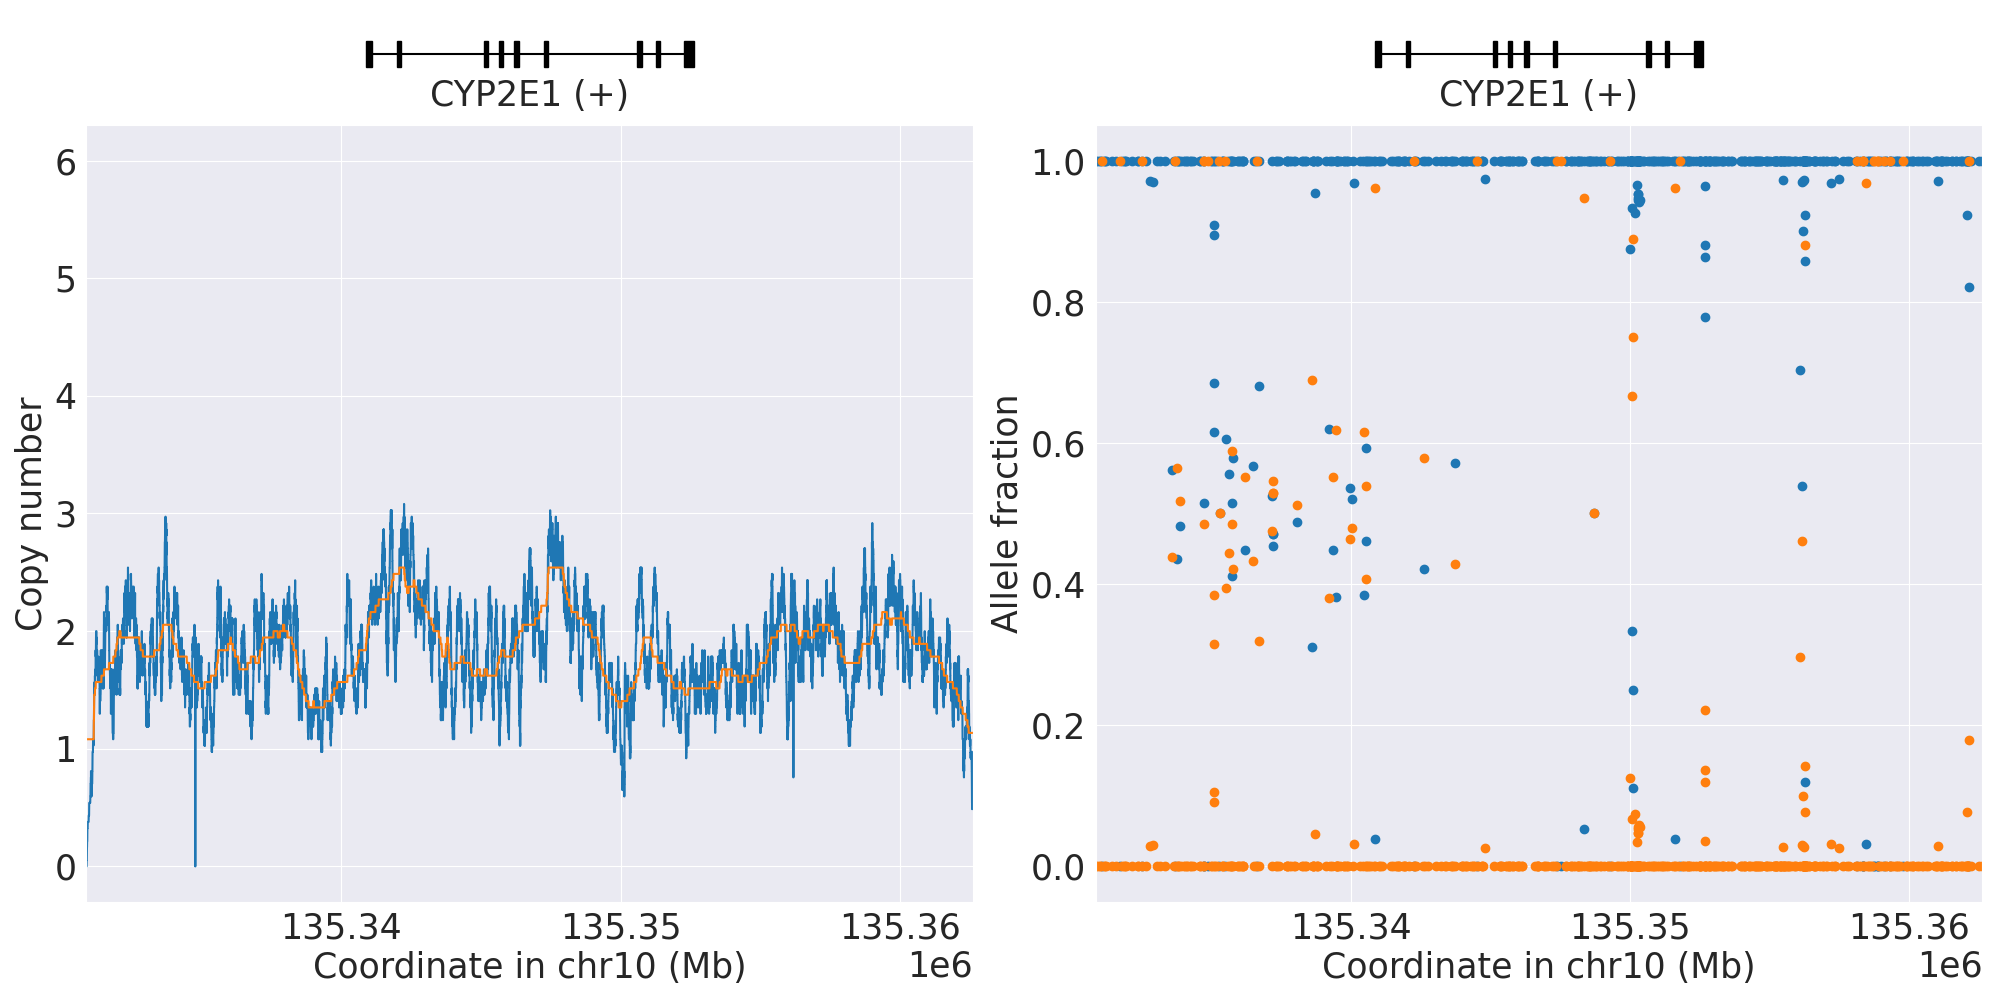 CYP2E1 (+)
6
5
4
3
2
1
0
Copy number
135.34 135.35 135.36
Coordinate in chr10 (Mb)
1e6
CYP2E1 (+)
1.0
0.8
0.6
0.4
0.2
0.0
Allele fraction
135.34 135.35 135.36
Coordinate in chr10 (Mb)
1e6